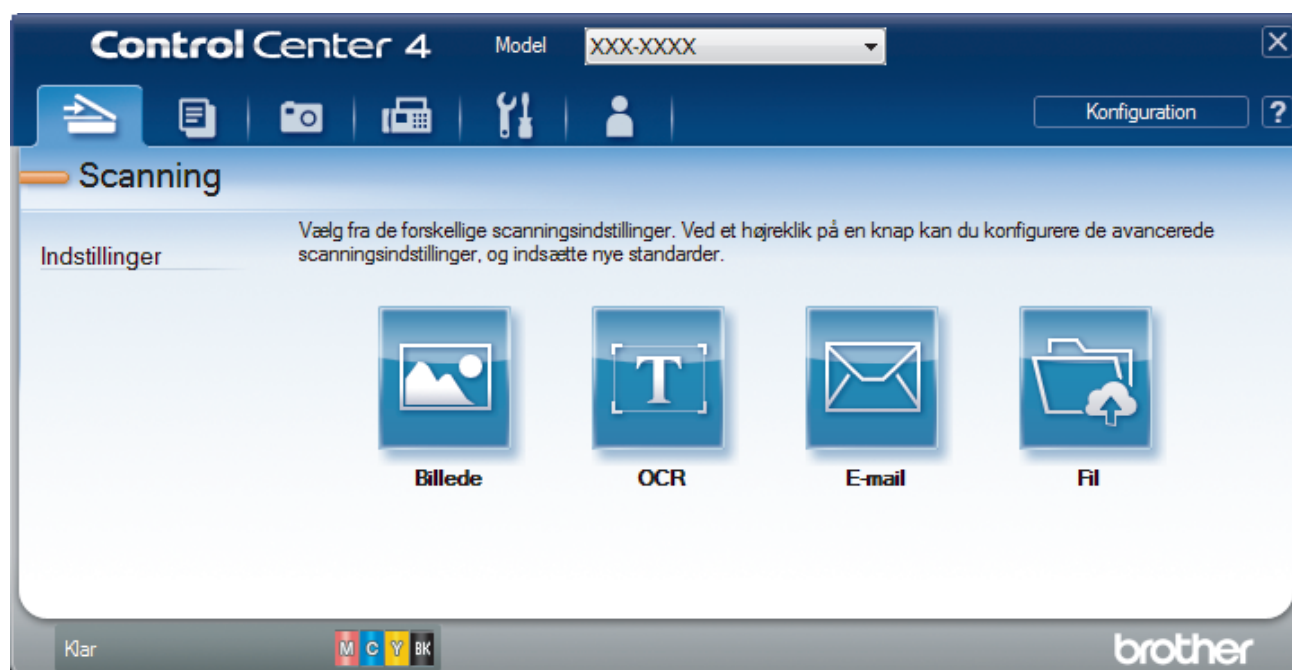 ControlCenter 4 Model XXX-XXXX
Konfiguration ?
Scanning
Indstillinger
Vælg fra de forskellige scanningsindstillinger. Ved et højreklik på en knap kan du konfigurere de avancerede
scanningsindstillinger, og indsætte nye standarder.
T
Billede OCR E-mail Fil
Klar M C Y BK brother